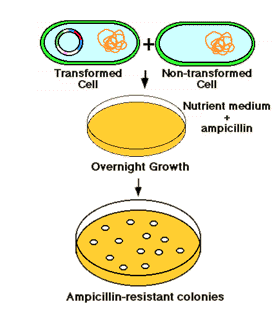 +
Transformed Non-transformed
Cell Cell
Nutrient medium
+
ampicillin
Overnight Growth
Ampicillin-resistant colonies